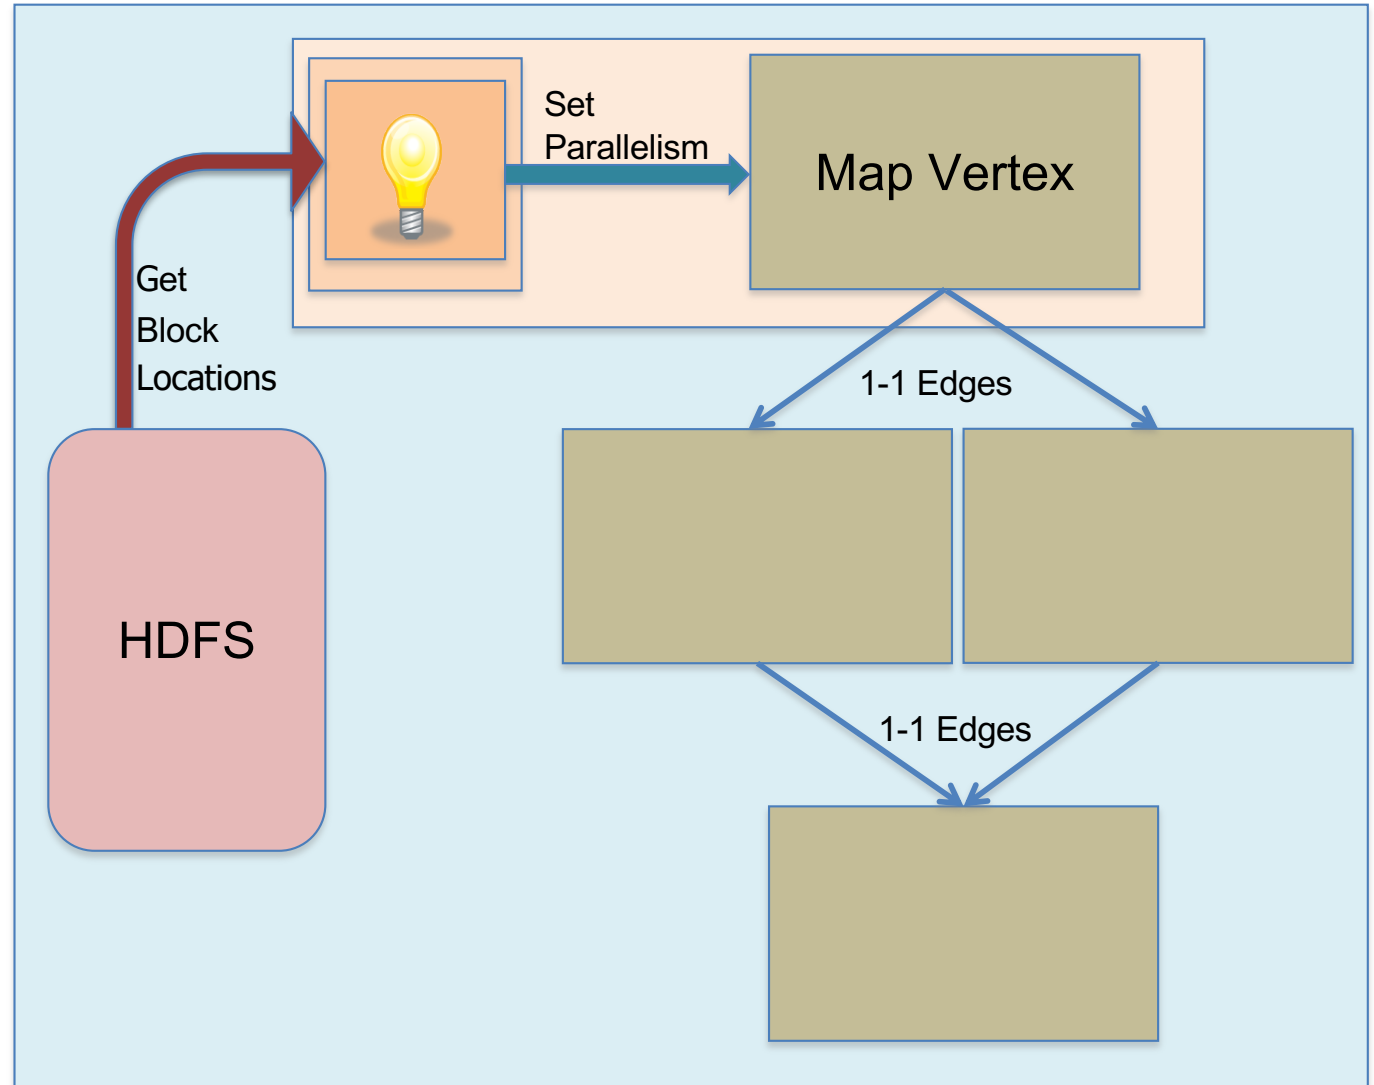 Set
Parallelism
Map Vertex
Get
Block
Locations
1-1 Edges
HDFS
1-1 Edges